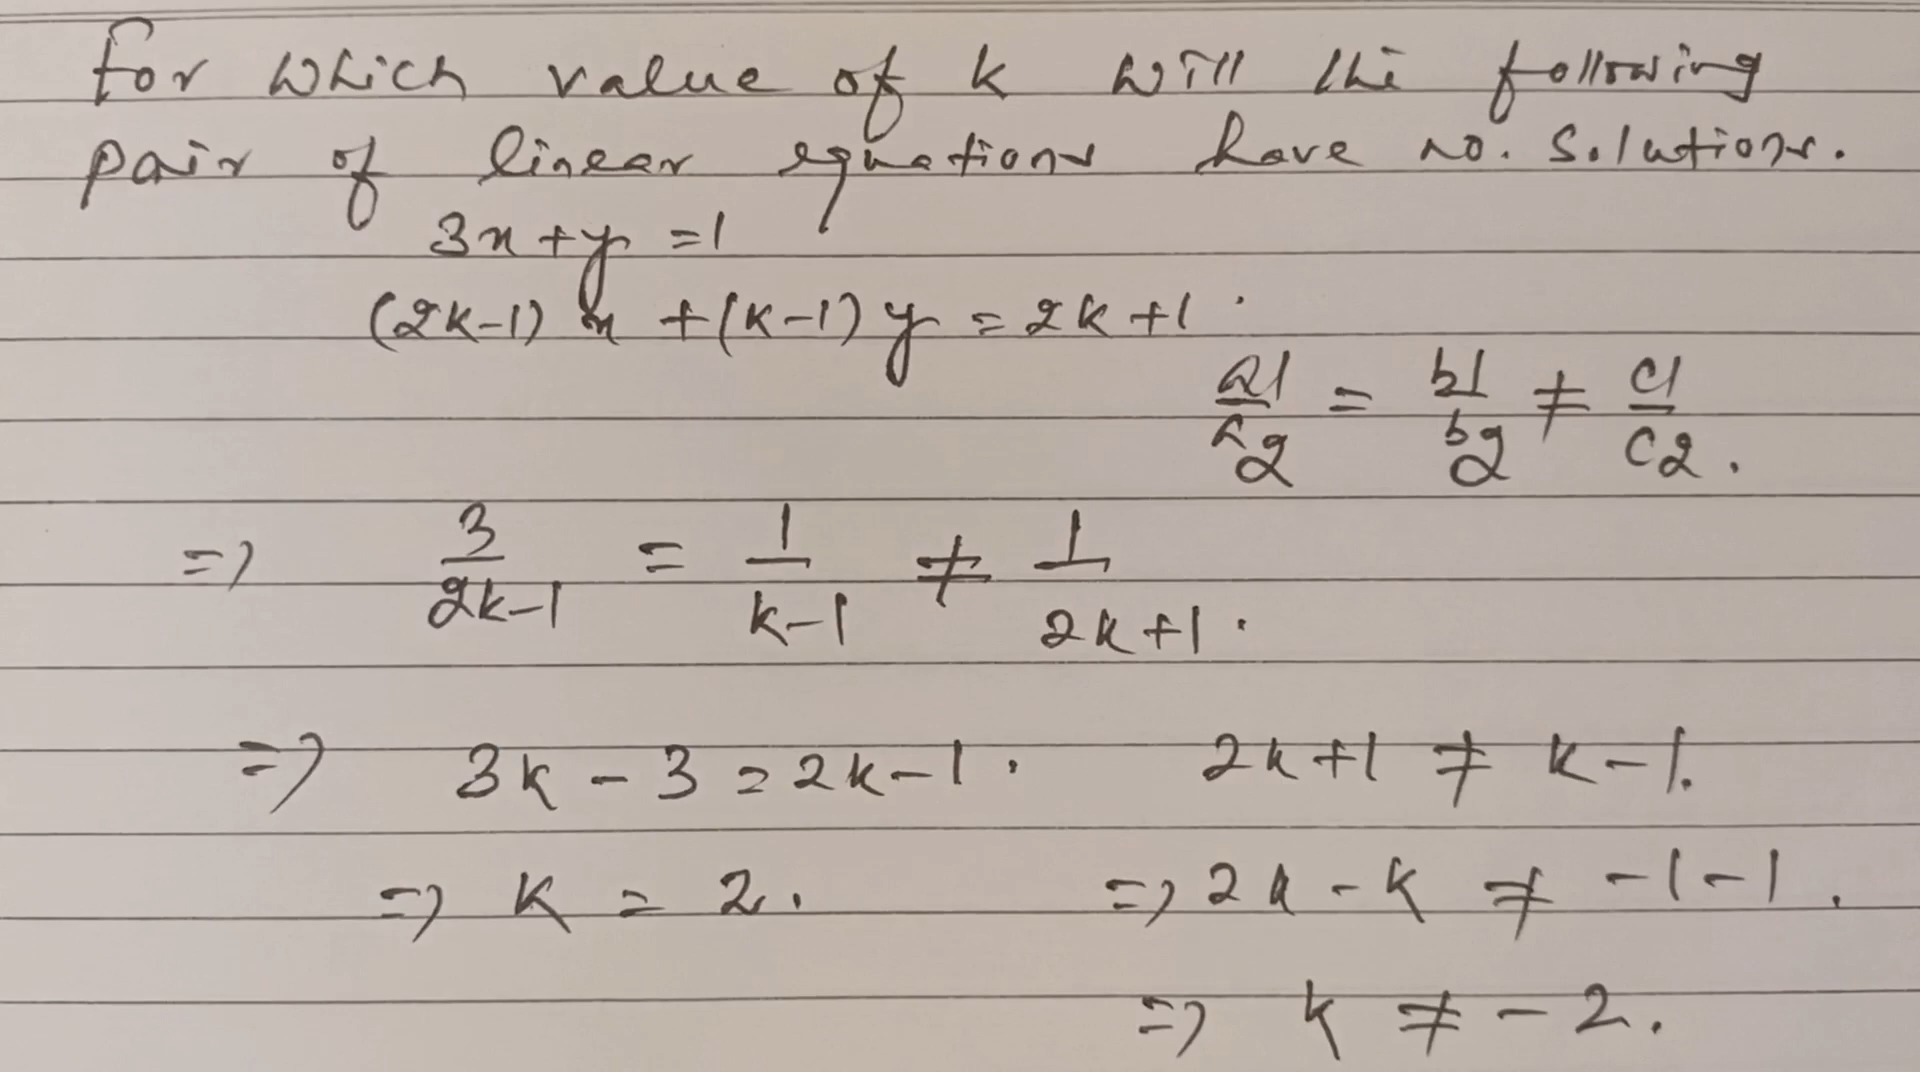 For which value of k will the following
pair of linear equations have no. solutions.
3x+y=1
(2k-1)x+(k-1)y=2k+1.
a1/a2 = b1/b2 ≠ c1/c2.
=> 3/2k-1 = 1/k-1 ≠ 1/2k+1.
=> 3k-3=2k-1. 2k+1 ≠ k-1.
=> k = 2. => 2k-k ≠ -1-1.
=> k ≠ -2.